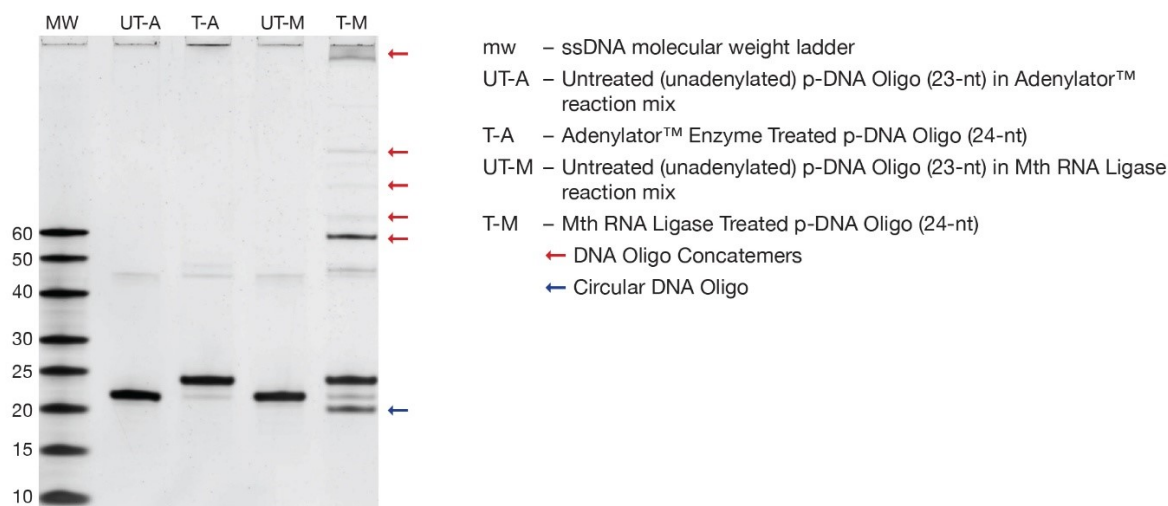 MW UT-A T-A UT-M T-M
60
50
40
30
25
20
15
10
mw – ssDNA molecular weight ladder
UT-A – Untreated (unadenylated) p-DNA Oligo (23-nt) in Adenylator™
reaction mix
T-A – Adenylator™ Enzyme Treated p-DNA Oligo (24-nt)
UT-M – Untreated (unadenylated) p-DNA Oligo (23-nt) in Mth RNA Ligase
reaction mix
T-M – Mth RNA Ligase Treated p-DNA Oligo (24-nt)
← DNA Oligo Concatemers
← Circular DNA Oligo